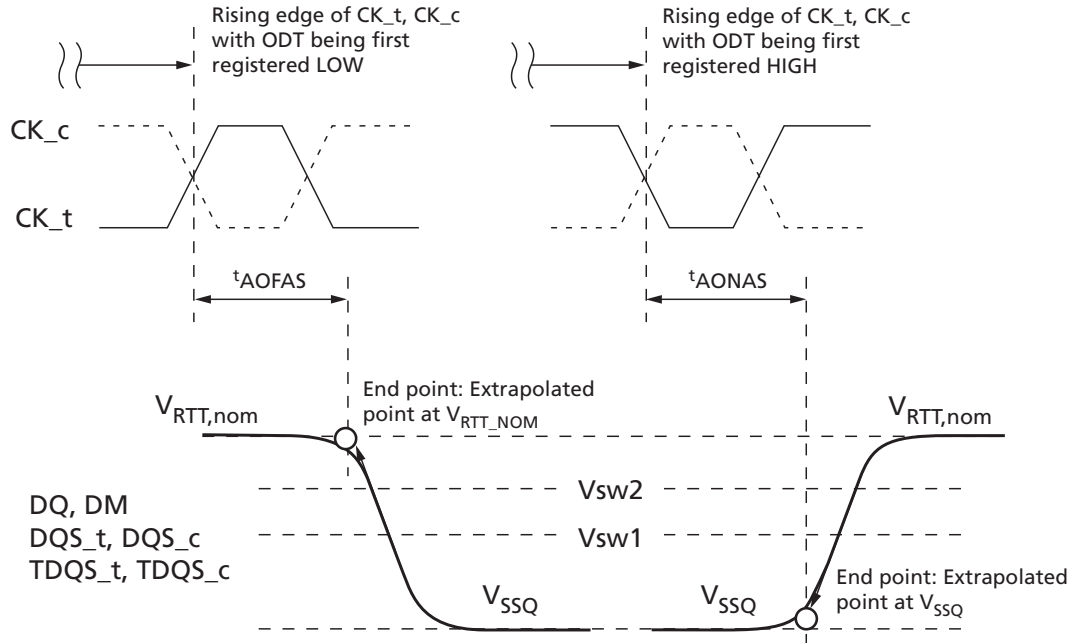 Rising edge of CK_t, CK_c
with ODT being first
registered LOW
Rising edge of CK_t, CK_c
with ODT being first
registered HIGH
CK_c
CK_t
tAOFAS
tAONAS
End point: Extrapolated
point at VRTT_NOM
VRTT,nom
VRTT,nom
Vsw2
DQ, DM
DQS_t, DQS_c
TDQS_t, TDQS_c
Vsw1
VSSQ
VSSQ
End point: Extrapolated
point at VSSQ